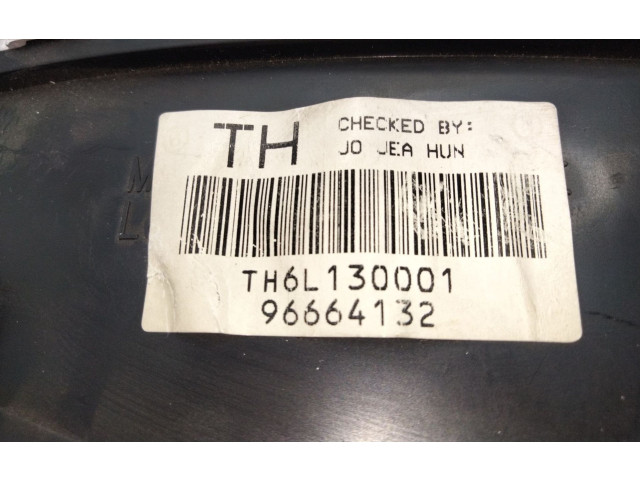 TH
CHECKED BY:
JO JEA HUN
TH6L130001
96664132